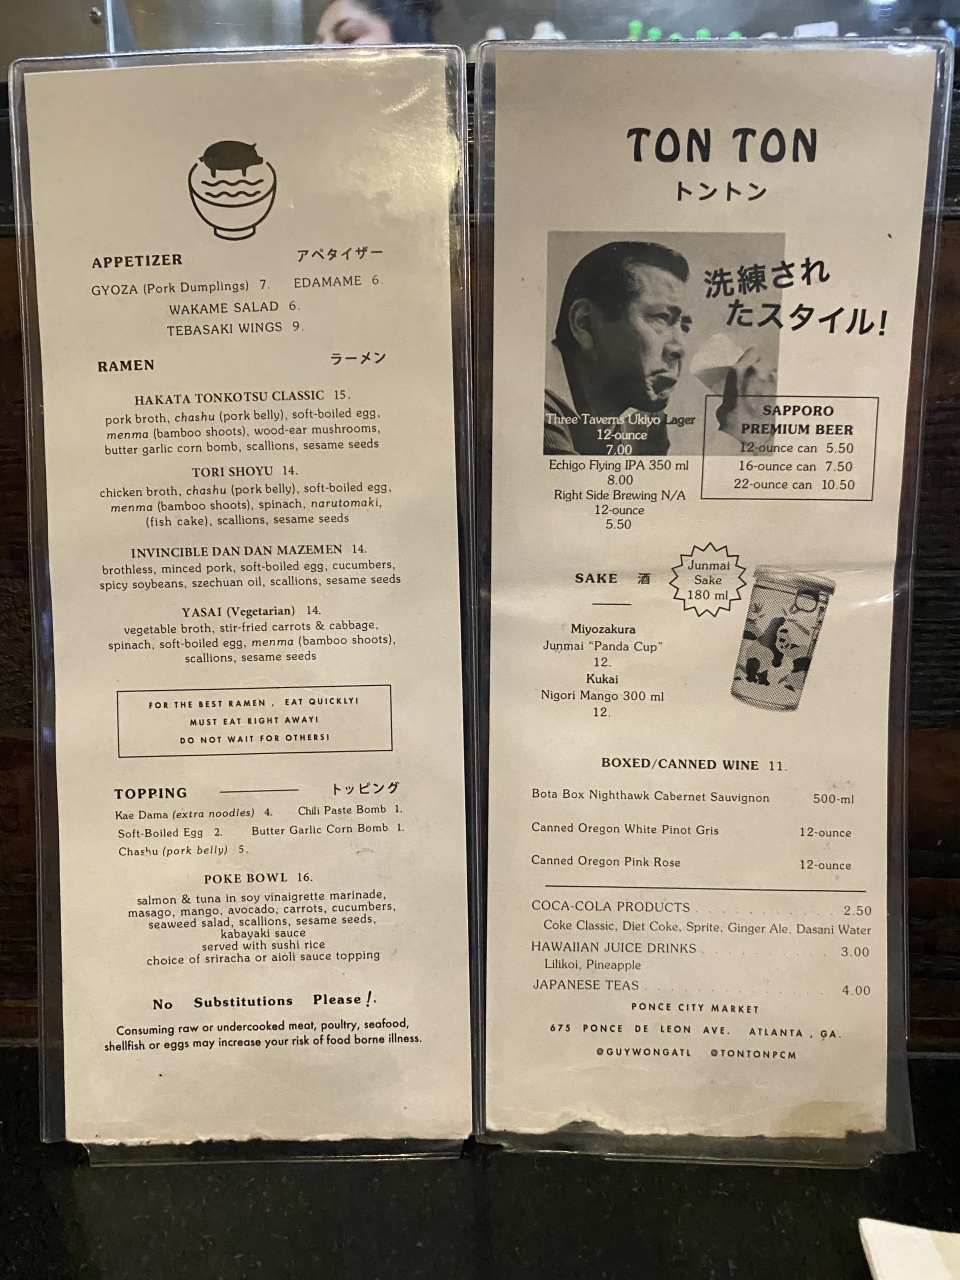 APPETIZER アペタイザー
GYOZA (Pork Dumplings) 7. EDAMAME 6.
WAKAME SALAD 6.
TEBASAKI WINGS 9.
RAMEN ラーメン
HAKATA TONKOTSU CLASSIC 15.
pork broth, chashu (pork belly), soft-boiled egg,
menma (bamboo shoots), wood-ear mushrooms,
butter garlic corn bomb, scallions, sesame seeds
TORI SHOYU 14.
chicken broth, chashu (pork belly), soft-boiled egg,
menma (bamboo shoots), spinach, narutomaki,
(fish cake), scallions, sesame seeds
INVINCIBLE DAN DAN MAZEMEN 14.
brothless, minced pork, soft-boiled egg, cucumbers,
spicy soybeans, szechuan oil, scallions, sesame seeds
YASAI (Vegetarian) 14.
vegetable broth, stir-fried carrots & cabbage,
spinach, soft-boiled egg, menma (bamboo shoots),
scallions, sesame seeds
FOR THE BEST RAMEN , EAT QUICKLY!
MUST EAT RIGHT AWAY!
DO NOT WAIT FOR OTHERS!
TOPPING トッピング
Kae Dama (extra noodles) 4. Chili Paste Bomb 1.
Soft-Boiled Egg 2. Butter Garlic Corn Bomb 1.
Chashu (pork belly) 5.
POKE BOWL 16.
salmon & tuna in soy vinaigrette marinade,
masago, mango, avocado, carrots, cucumbers,
seaweed salad, scallions, sesame seeds,
kabayaki sauce
served with sushi rice
choice of sriracha or aioli sauce topping
No Substitutions Please!.
Consuming raw or undercooked meat, poultry, seafood,
shellfish or eggs may increase your risk of food borne illness.
TON TON
トントン
洗練され
たスタイル!
Three Taverns Ukiyo Lager
12-ounce
7.00
Echigo Flying IPA 350 ml
8.00
Right Side Brewing N/A
12-ounce
5.50
SAPPORO
PREMIUM BEER
12-ounce can 5.50
16-ounce can 7.50
22-ounce can 10.50
SAKE 酒
Junmai
Sake
180 ml
Miyozakura
Junmai "Panda Cup"
12.
Kukai
Nigori Mango 300 ml
12.
BOXED/CANNED WINE 11.
Bota Box Nighthawk Cabernet Sauvignon 500-ml
Canned Oregon White Pinot Gris 12-ounce
Canned Oregon Pink Rose 12-ounce
COCA-COLA PRODUCTS 2.50
Coke Classic, Diet Coke, Sprite, Ginger Ale, Dasani Water
HAWAIIAN JUICE DRINKS 3.00
Lilikoi, Pineapple
JAPANESE TEAS 4.00
PONCE CITY MARKET
675 PONCE DE LEON AVE. ATLANTA , GA.
@GUYWONGATL @TONTONPCM